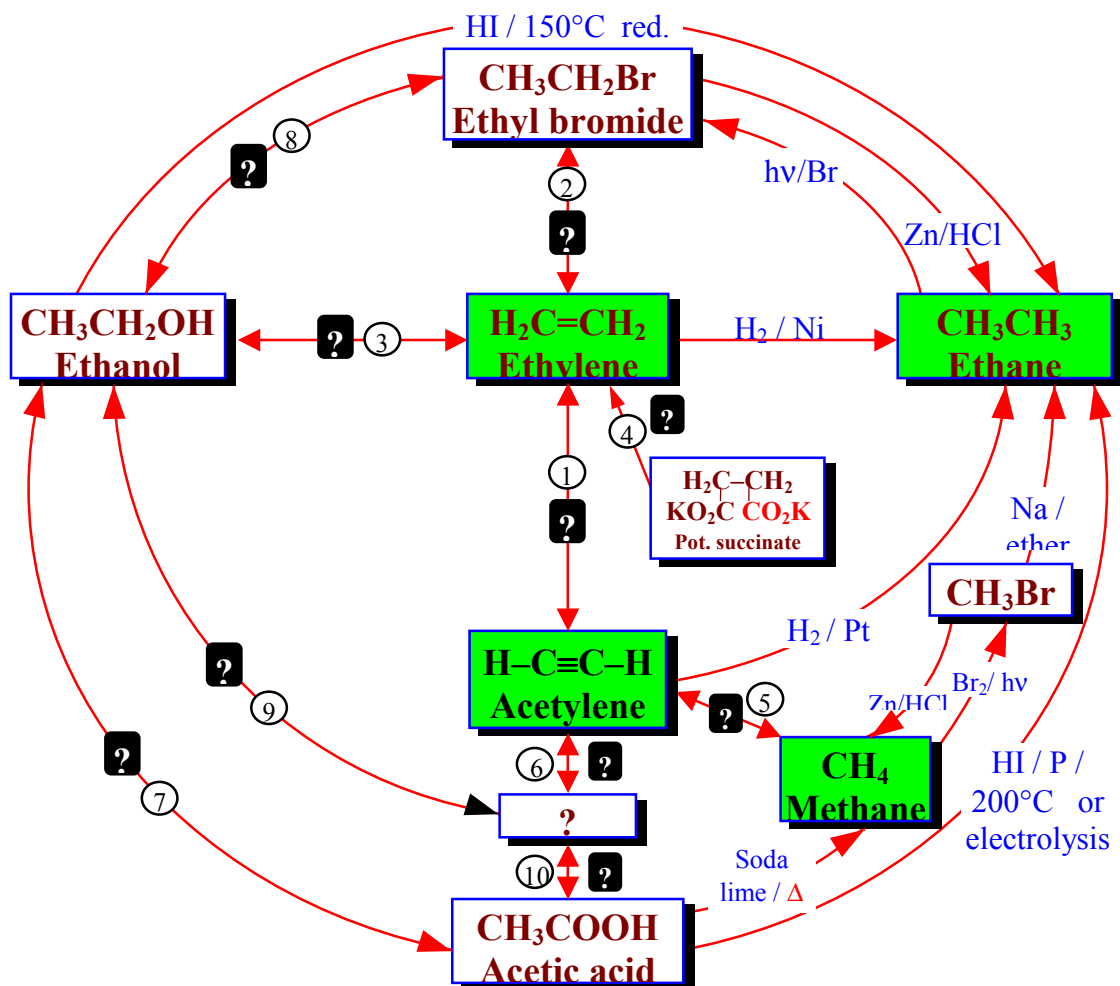 HI / 150°C red.
CH₃CH₂Br
Ethyl bromide
8
?
2
?
hν/Br
Zn/HCl
CH₃CH₂OH
Ethanol
?
3
H₂C=CH₂
Ethylene
H₂ / Ni
CH₃CH₃
Ethane
4
?
1
?
H₂C–CH₂
KO₂C CO₂K
Pot. succinate
Na /
ether
CH₃Br
H–C≡C–H
Acetylene
H₂ / Pt
?
5
Br₂/ hν
Zn/HCl
?
9
6
?
CH₄
Methane
HI / P /
200°C or
electrolysis
?
7
?
10
?
Soda
lime / Δ
CH₃COOH
Acetic acid